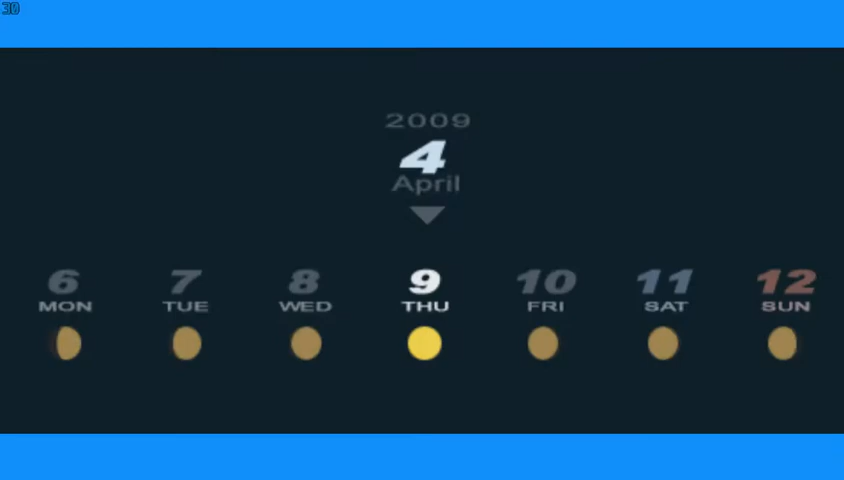 30
2009
4
April
6 7 8 9 10 11 12
MON TUE WED THU FRI SAT SUN